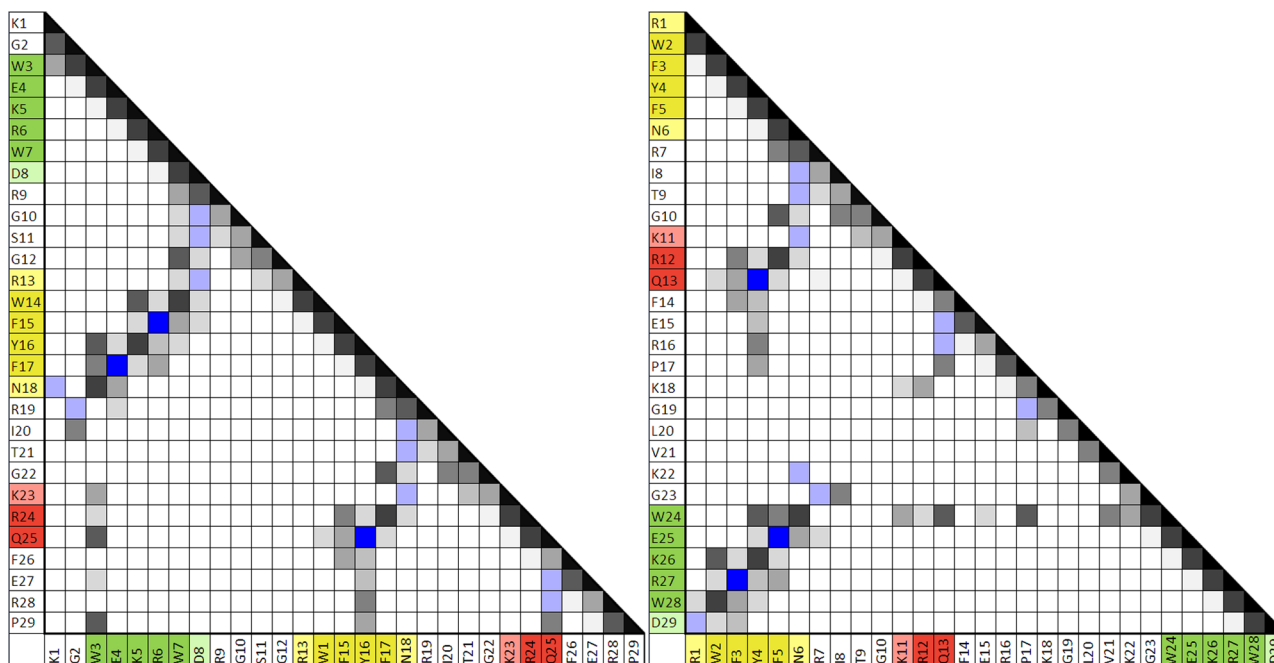 K1
G2
W3
E4
K5
R6
W7
D8
R9
G10
S11
G12
R13
W14
F15
Y16
F17
N18
R19
I20
T21
G22
K23
R24
Q25
F26
E27
R28
P29
K1
G2
W3
E4
K5
R6
W7
D8
R9
G10
S11
G12
R13
W1
F15
Y16
F17
N18
R19
I20
T21
G22
K23
R24
Q25
F26
E27
R28
P29
R1
W2
F3
Y4
F5
N6
R7
I8
T9
G10
K11
R12
Q13
F14
E15
R16
P17
K18
G19
L20
V21
K22
G23
W24
E25
K26
R27
W28
D29
R1
W2
F3
Y4
F5
N6
R7
I8
T9
G10
K11
R12
Q13
F14
E15
R16
P17
K18
G19
L20
V21
K22
G23
W24
K26
W28